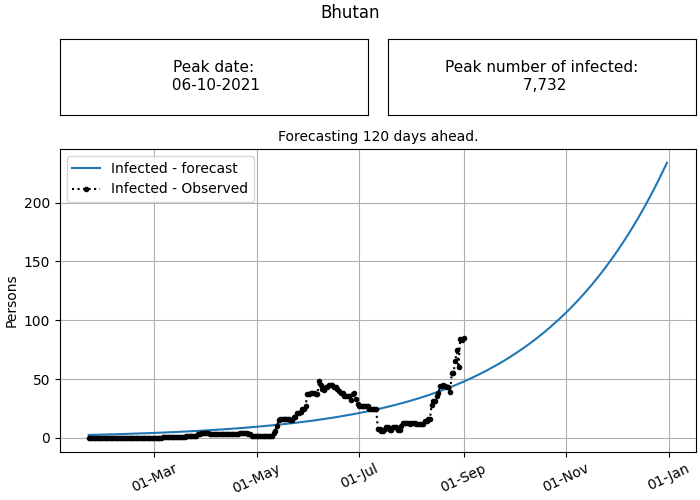 Bhutan
Peak date:
06-10-2021
Peak number of infected:
7,732
Forecasting 120 days ahead.
Infected - forecast
Infected - Observed
Persons
200
150
100
50
0
01-Mar
01-May
01-Jul
01-Sep
01-Nov
01-Jan